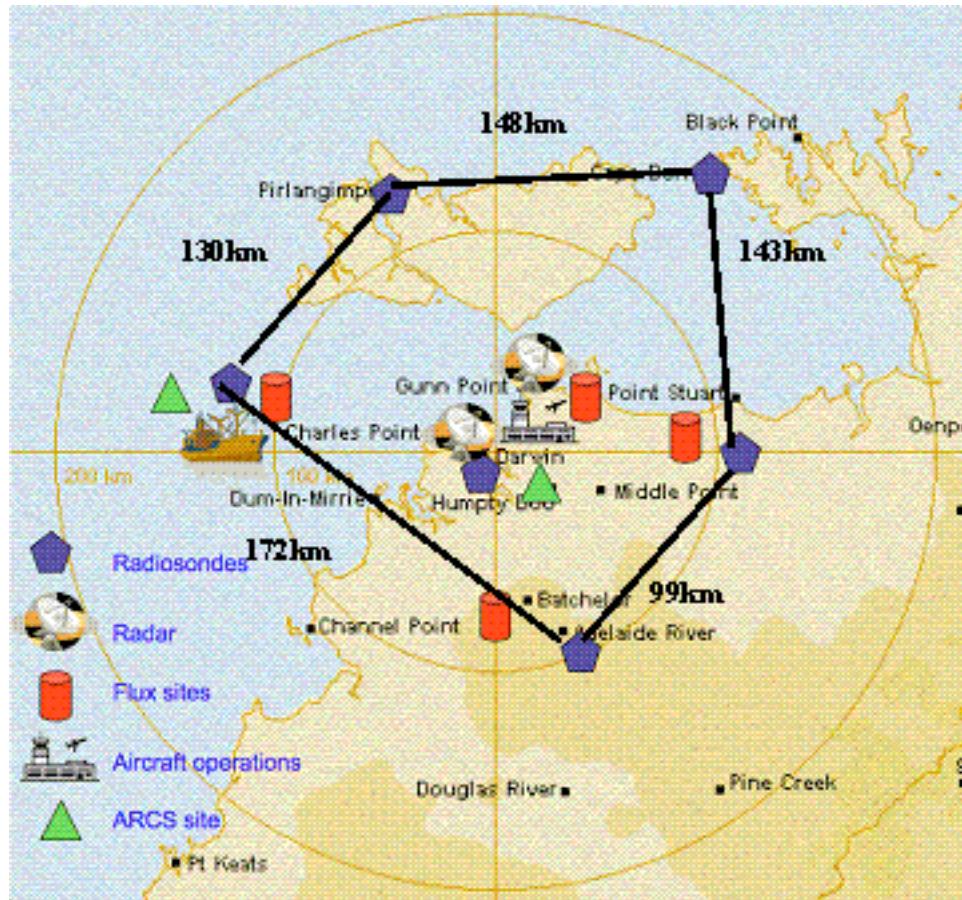 148km
Black Point
Pirlangimp
130km
143km
Gunn Point
Point Stuart
Charles Point
Oenp
Darwin
200 km
Middle Point
Dum-In-Mirrie
Humpty Doo
172km
Radiosondes
Batchelor
99km
Channel Point
Adelaide River
Radar
Flux sites
Aircraft operations
Douglas River
Pine Creek
ARCS site
Pt Keats